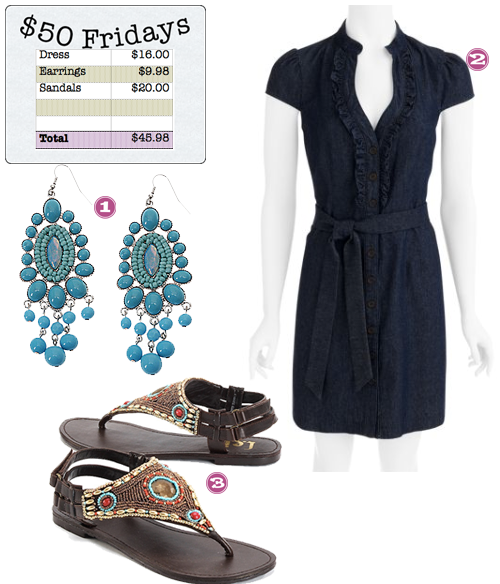 $50 Fridays
Dress $16.00
Earrings $9.98
Sandals $20.00
Total $45.98
1
2
3